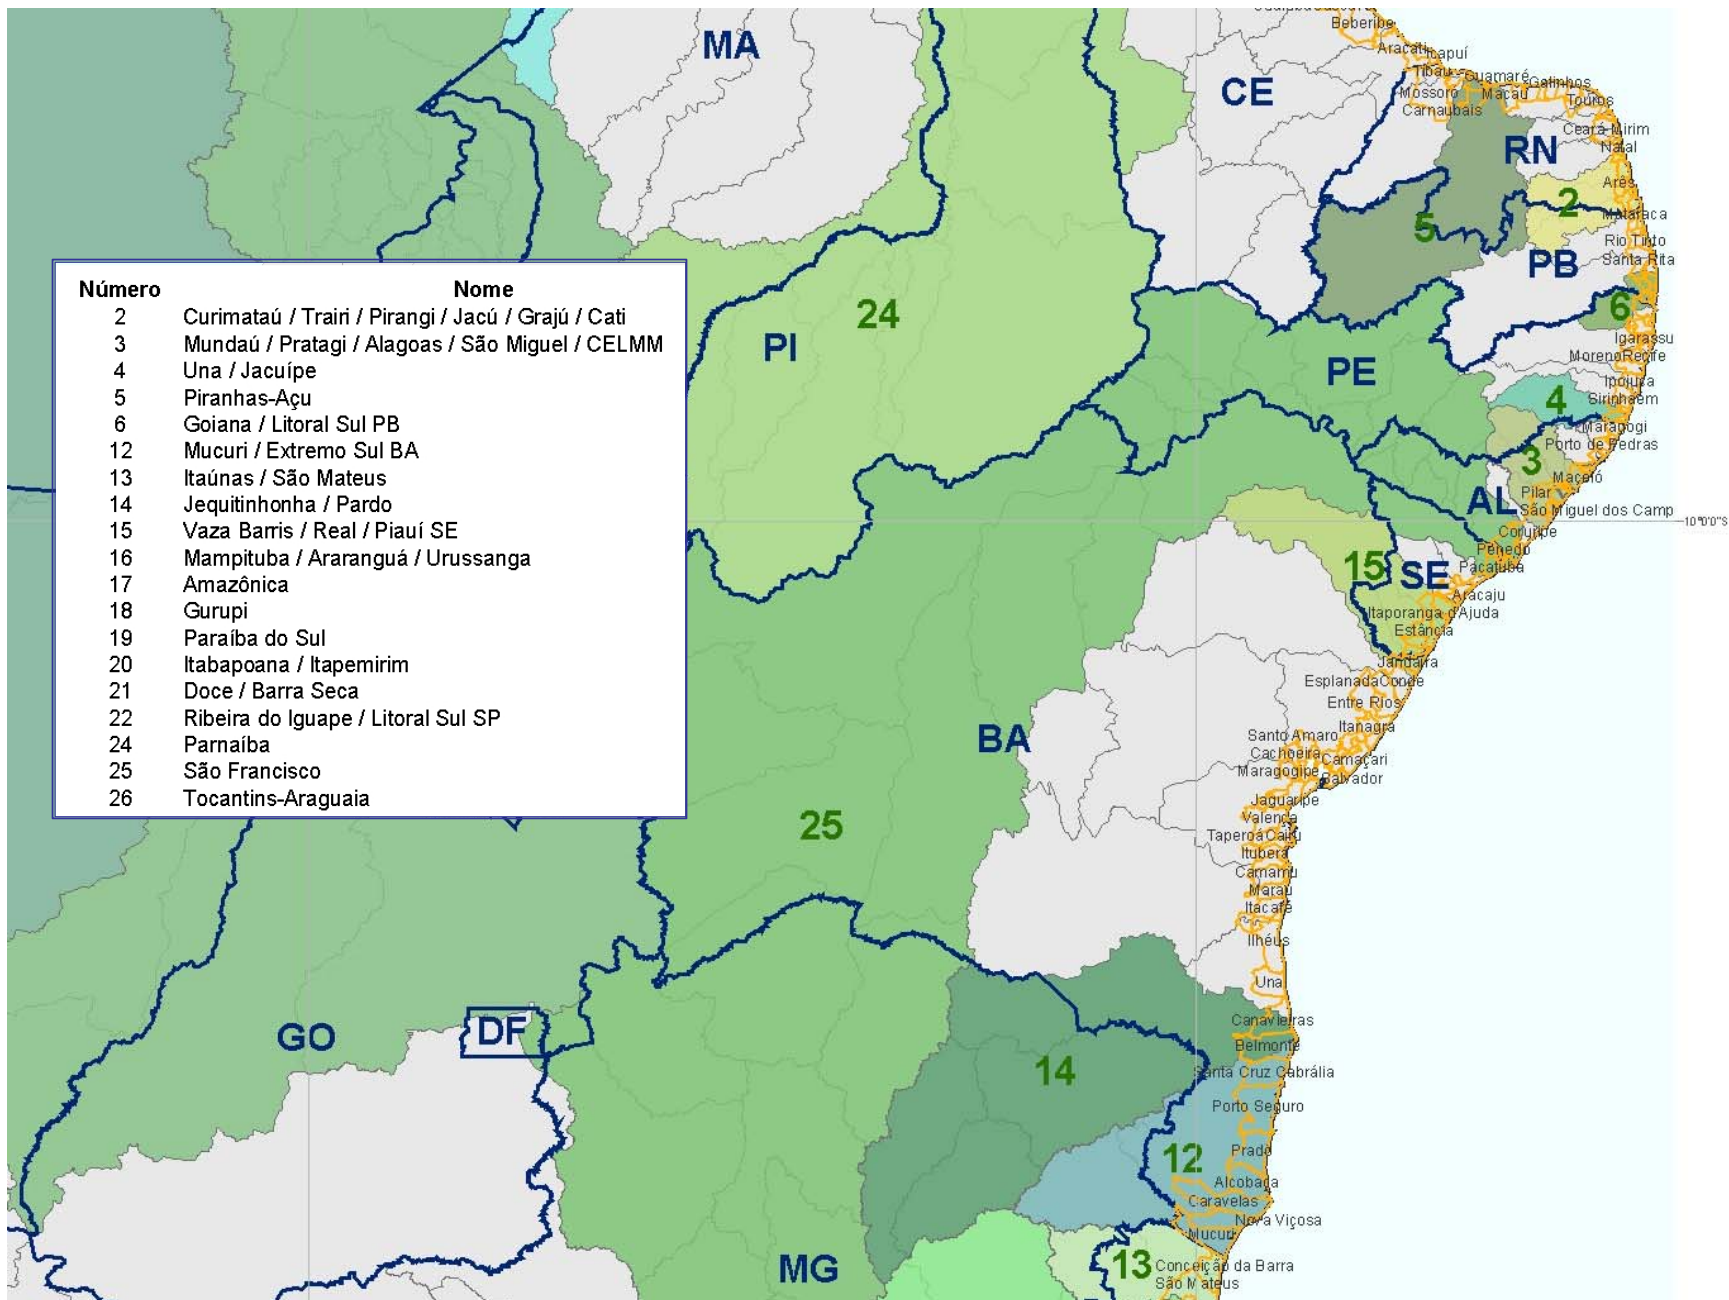 Beberibe
MA
Aracati
Icapuí
Tibau
Guamaré
Galinhos
CE
Mossoro
Macau
Touros
Carnaubais
Ceará-Mirim
RN
Natal
Arês
2
Mataraca
5
Rio Tinto
PB
Santa Rita
Número Nome
2 Curimataú / Trairi / Pirangi / Jacú / Grajú / Cati
3 Mundaú / Pratagi / Alagoas / São Miguel / CELMM
4 Una / Jacuípe
5 Piranhas-Açu
6 Goiana / Litoral Sul PB
12 Mucuri / Extremo Sul BA
13 Itaúnas / São Mateus
14 Jequitinhonha / Pardo
15 Vaza Barris / Real / Piauí SE
16 Mampituba / Araranguá / Urussanga
17 Amazônica
18 Gurupi
19 Paraíba do Sul
20 Itabapoana / Itapemirim
21 Doce / Barra Seca
22 Ribeira do Iguape / Litoral Sul SP
24 Parnaíba
25 São Francisco
26 Tocantins-Araguaia
24
6
PI
Igarassu
Moreno
Recife
PE
Ipojuca
4
Sirinhaém
Maragogi
Porto de Pedras
3
Maceió
Pilar
AL
São Miguel dos Camp
10°0'0"S
Coruripe
Penedo
15
SE
Pacatuba
Aracaju
Itaporanga d'Ajuda
Estância
Jandaíra
Esplanada
Conde
Entre Rios
Itanagra
BA
Santo Amaro
Cachoeira
Camaçari
Maragogipe
Salvador
Jaguaripe
Valença
25
Taperoá
Cairu
Ituberá
Camamu
Maraú
Itacaré
Ilhéus
Una
Canavieiras
GO
DF
Belmonte
14
Santa Cruz Cabrália
Porto Seguro
Prado
12
Alcobaça
Caravelas
Nova Viçosa
Mucuri
MG
13
Conceição da Barra
São Mateus